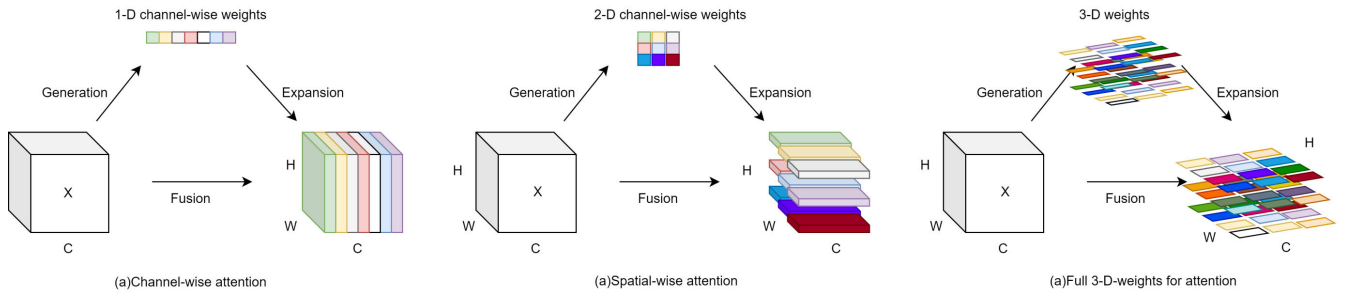 1-D channel-wise weights
Generation
Expansion
X
Fusion
C
H
W
C
(a)Channel-wise attention
2-D channel-wise weights
Generation
Expansion
H
X
W
C
Fusion
H
W
C
(a)Spatial-wise attention
3-D weights
Generation
Expansion
H
X
W
C
Fusion
H
W
C
(a)Full 3-D-weights for attention